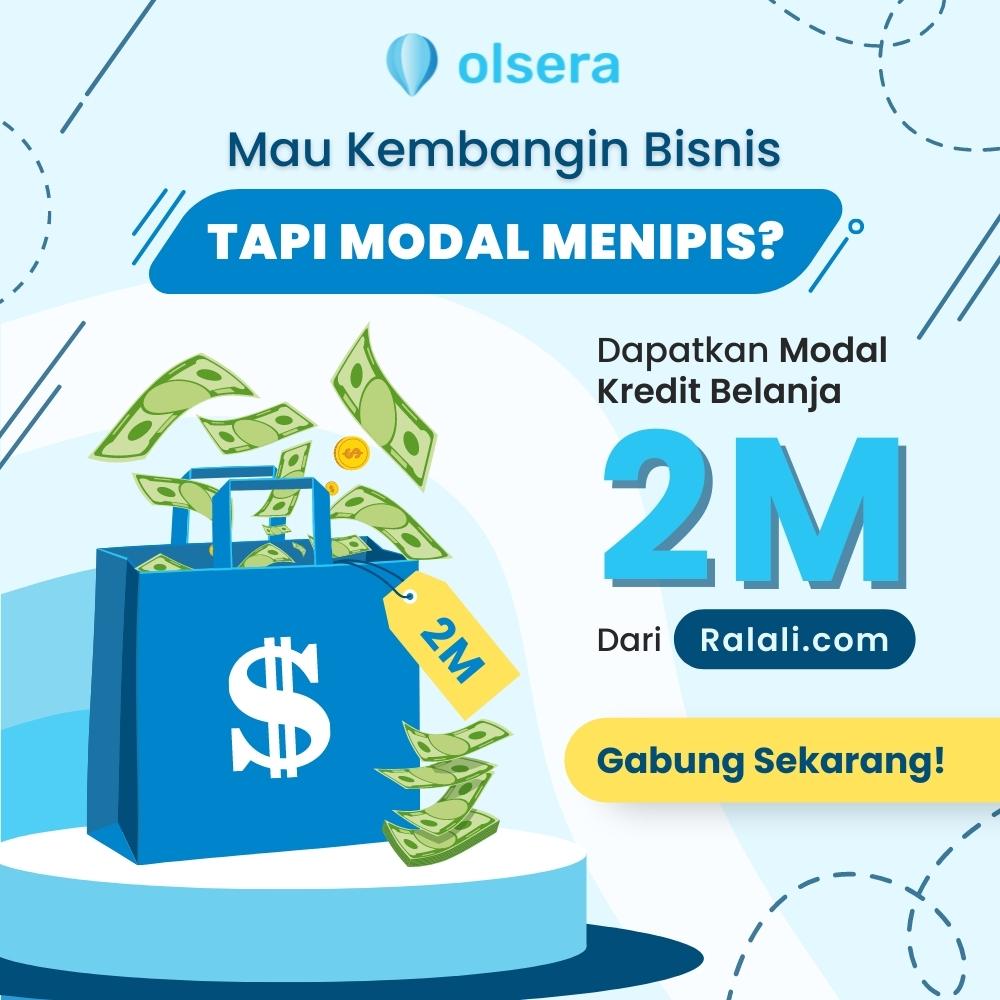 olsera
Mau Kembangin Bisnis
TAPI MODAL MENIPIS?
Dapatkan Modal
Kredit Belanja
2M
Dari Ralali.com
2M
$
Gabung Sekarang!